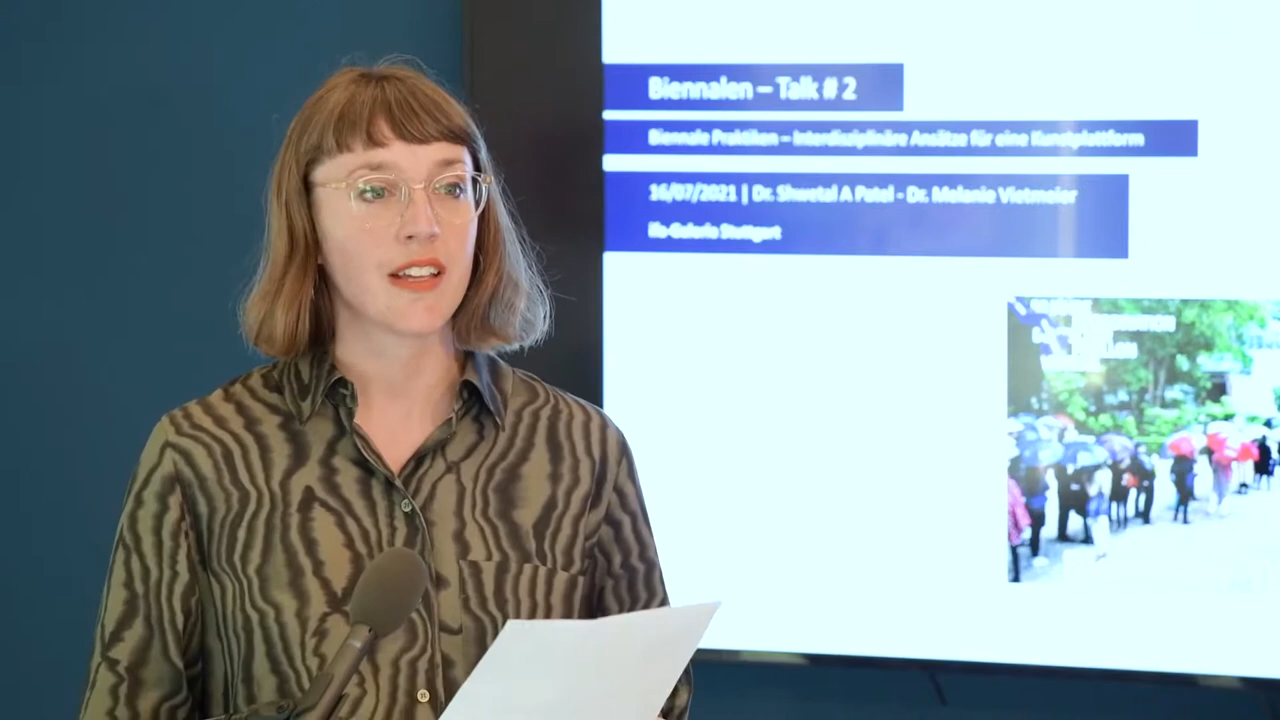 Biennalen – Talk # 2
Biennale Praktiken – Interdisziplinäre Ansätze für eine Kunstplattform
16/07/2021 | Dr. Shwetal A Patel - Dr. Melanie Vietmeier
ifa-Galerie Stuttgart